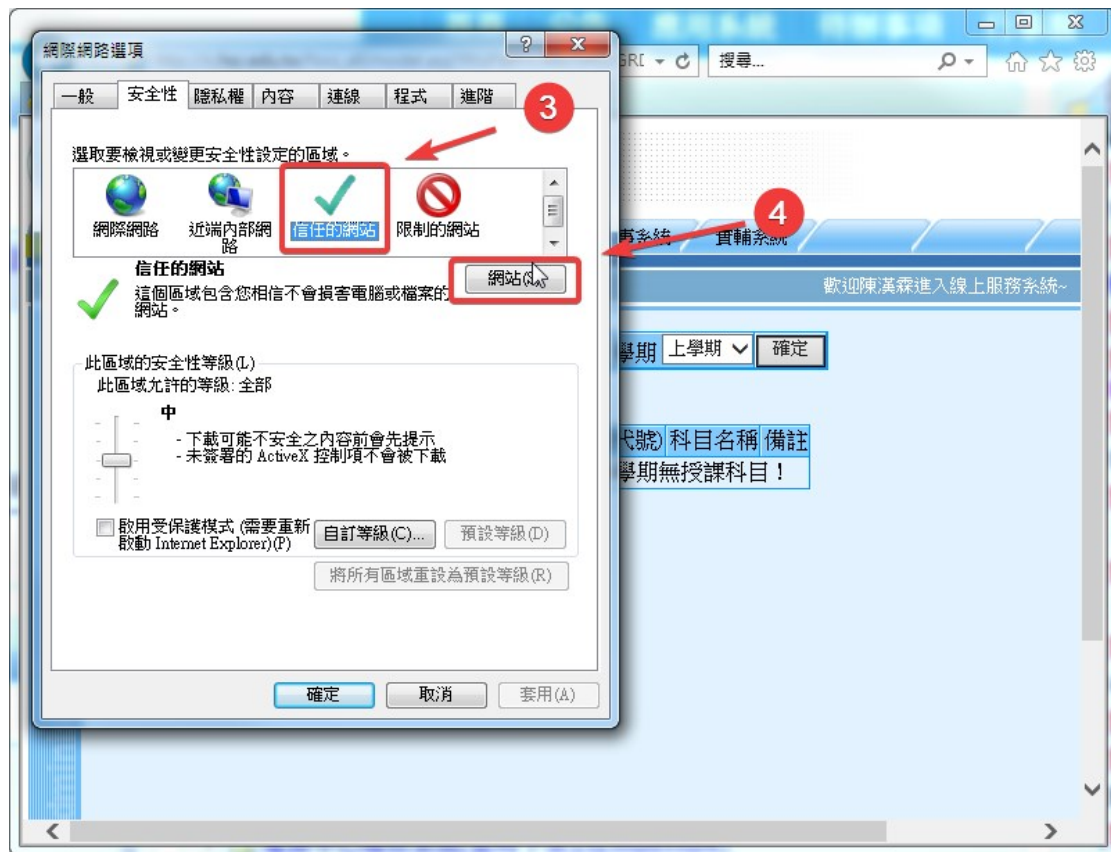 網際網路選項
搜尋...
一般 安全性 隱私權 內容 連線 程式 進階
3
選取要檢視或變更安全性設定的區域。
網際網路 近端內部網路 信任的網站 限制的網站
4
信任的網站
網站(S)
這個區域包含您相信不會損害電腦或檔案的
網站。
此區域的安全性等級(L)
此區域允許的等級: 全部
中
- 下載可能不安全之內容前會先提示
- 未簽署的 ActiveX 控制項不會被下載
啟用受保護模式 (需要重新
啟動 Internet Explorer)(P)
自訂等級(C)... 預設等級(D)
將所有區域重設為預設等級(R)
確定 取消 套用(A)
實輔系統
歡迎陳漢霖進入線上服務系統~
學期 上學期 確定
代號) 科目名稱 備註
學期無授課科目！